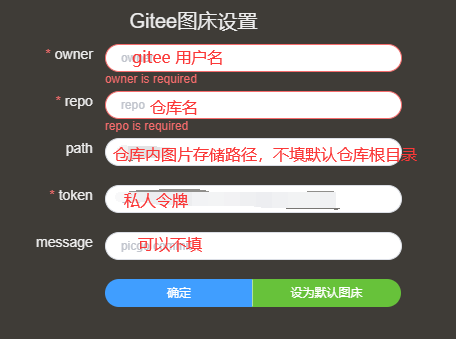 Gitee图床设置
* owner
gitee 用户名
owner is required
* repo
repo 仓库名
repo is required
path
仓库内图片存储路径，不填默认仓库根目录
* token
私人令牌
message
可以不填
确定
设为默认图床